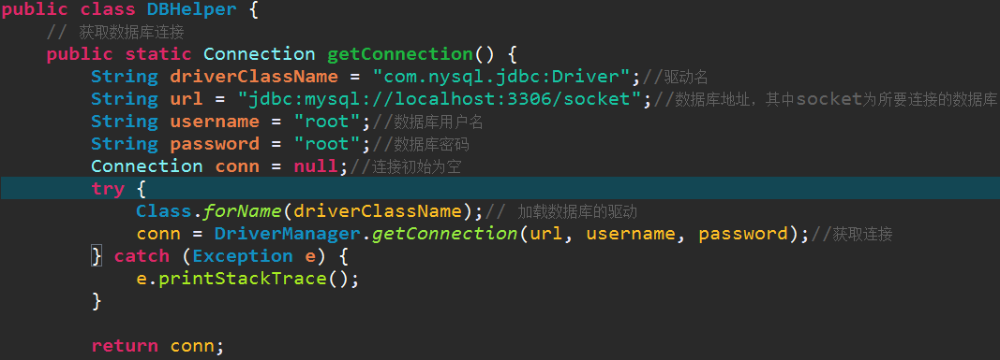 public class DBHelper {
// 获取数据库连接
public static Connection getConnection() {
String driverClassName = "com.nysql.jdbc:Driver";//驱动名
String url = "jdbc:mysql://localhost:3306/socket";//数据库地址，其中socket为所要连接的数据库
String username = "root";//数据库用户名
String password = "root";//数据库密码
Connection conn = null;//连接初始为空
try {
Class.forName(driverClassName);// 加载数据库的驱动
conn = DriverManager.getConnection(url, username, password);//获取连接
} catch (Exception e) {
e.printStackTrace();
}
return conn;